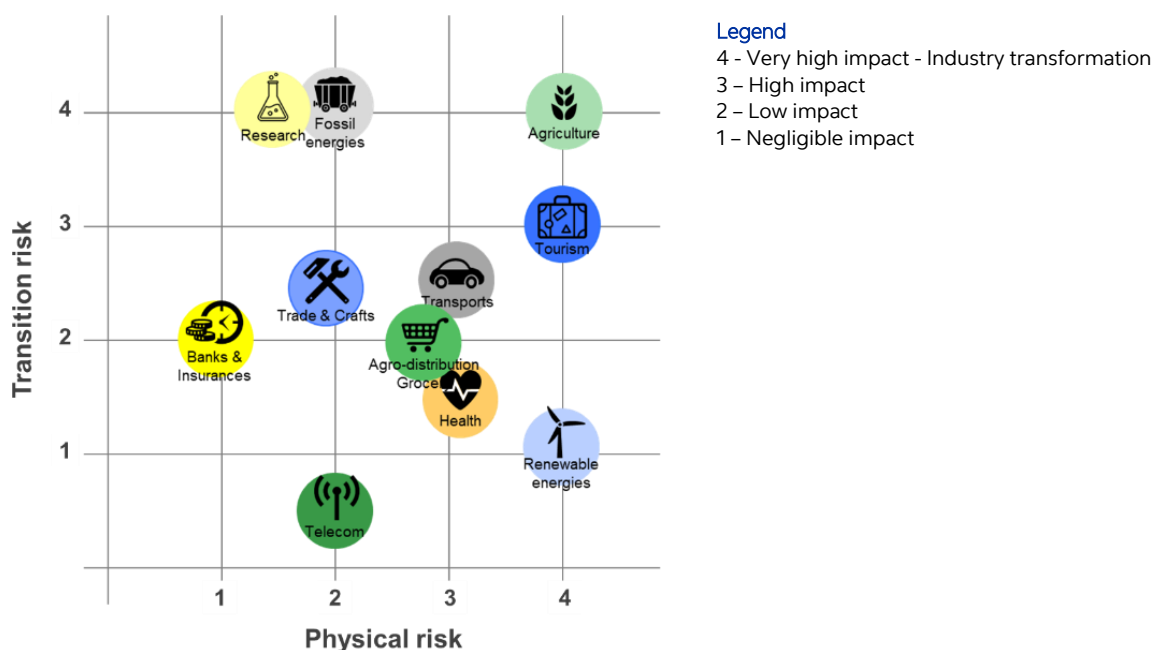 Legend
4 - Very high impact - Industry transformation
3 – High impact
2 – Low impact
1 – Negligible impact
Transition risk
4
3
2
1
Research
Fossil
energies
Agriculture
Tourism
Transports
Trade & Crafts
Banks &
Insurances
Agro-distribution
Groce
Health
Renewable
energies
Telecom
1
2
3
4
Physical risk